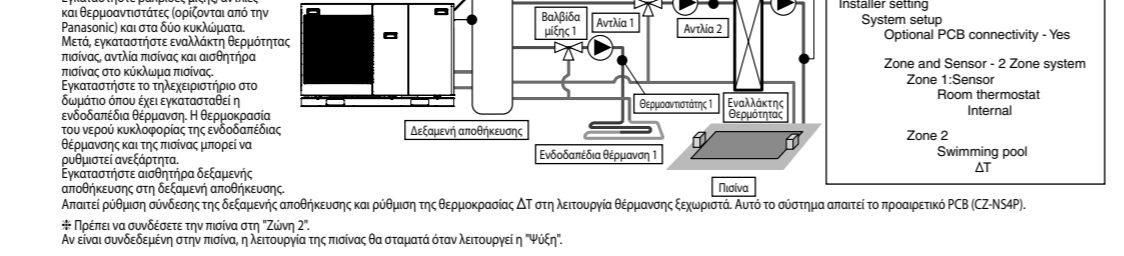 Εγκαταστήστε βαλβίδες μίξης, αντλίες
και θερμοαντιστάτες (ορίζονται από την
Panasonic) και στα δύο κυκλώματα.
Μετά, εγκαταστήστε εναλλάκτη θερμότητας
πισίνας, αντλία πισίνας και αισθητήρα
πισίνας στο κύκλωμα πισίνας.
Εγκαταστήστε το τηλεχειριστήριο στο
δωμάτιο όπου έχει εγκατασταθεί η
ενδοδαπέδια θέρμανση. Η θερμοκρασία
του νερού κυκλοφορίας της ενδοδαπέδιας
θέρμανσης και της πισίνας μπορεί να
ρυθμιστεί ανεξάρτητα.
Εγκαταστήστε αισθητήρα δεξαμενής
αποθήκευσης στη δεξαμενή αποθήκευσης.
Απαιτεί ρύθμιση σύνδεσης της δεξαμενής αποθήκευσης και ρύθμιση της θερμοκρασίας ΔT στη λειτουργία θέρμανσης ξεχωριστά. Αυτό το σύστημα απαιτεί το προαιρετικό PCB (CZ-NS4P).
⁜ Πρέπει να συνδέσετε την πισίνα στη "Ζώνη 2".
Αν είναι συνδεδεμένη στην πισίνα, η λειτουργία της πισίνας θα σταματά όταν λειτουργεί η "Ψύξη".
Βαλβίδα
μίξης 1
Αντλία 1
Αντλία 2
Θερμοαντιστάτης 1
Εναλλάκτης
Θερμότητας
Δεξαμενή αποθήκευσης
Ενδοδαπέδια θέρμανση 1
Πισίνα
Installer setting
System setup
Optional PCB connectivity - Yes
Zone and Sensor - 2 Zone system
Zone 1:Sensor
Room thermostat
Internal
Zone 2
Swimming pool
ΔT